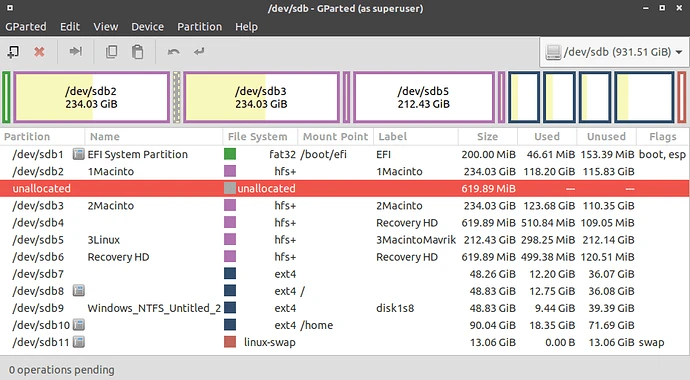 /dev/sdb - GParted (as superuser)
GParted Edit View Device Partition Help
/dev/sdb (931.51 GiB)
/dev/sdb2 /dev/sdb3 /dev/sdb5
234.03 GiB 234.03 GiB 212.43 GiB
Partition Name File System Mount Point Label Size Used Unused Flags
/dev/sdb1 EFI System Partition fat32 /boot/efi EFI 200.00 MiB 46.61 MiB 153.39 MiB boot, esp
/dev/sdb2 1Macinto hfs+ 1Macinto 234.03 GiB 118.20 GiB 115.83 GiB
unallocated unallocated 619.89 MiB --- ---
/dev/sdb3 2Macinto hfs+ 2Macinto 234.03 GiB 123.68 GiB 110.35 GiB
/dev/sdb4 hfs+ Recovery HD 619.89 MiB 510.84 MiB 109.05 MiB
/dev/sdb5 3Linux hfs+ 3MacintoMavrik 212.43 GiB 298.25 MiB 212.14 GiB
/dev/sdb6 Recovery HD hfs+ Recovery HD 619.89 MiB 499.38 MiB 120.51 MiB
/dev/sdb7 ext4 48.26 GiB 12.20 GiB 36.07 GiB
/dev/sdb8 ext4 / 48.83 GiB 12.75 GiB 36.08 GiB
/dev/sdb9 Windows_NTFS_Untitled_2 ext4 disk1s8 48.83 GiB 9.44 GiB 39.39 GiB
/dev/sdb10 ext4 /home 90.04 GiB 18.35 GiB 71.69 GiB
/dev/sdb11 linux-swap 13.06 GiB 0.00 B 13.06 GiB swap
0 operations pending